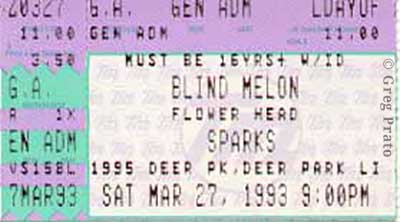 20327 G.A. GEN ADM LDAYOF
11.00 GEN ADM 11.00
3.50 MUST BE 16YRS+ W/ID
G.A. BLIND MELON
A 1X FLOWER HEAD
EN ADM SPARKS
VS15BL 1995 DEER PK,DEER PARK LI
7MAR93 SAT MAR 27, 1993 9:00PM
© Greg Prato